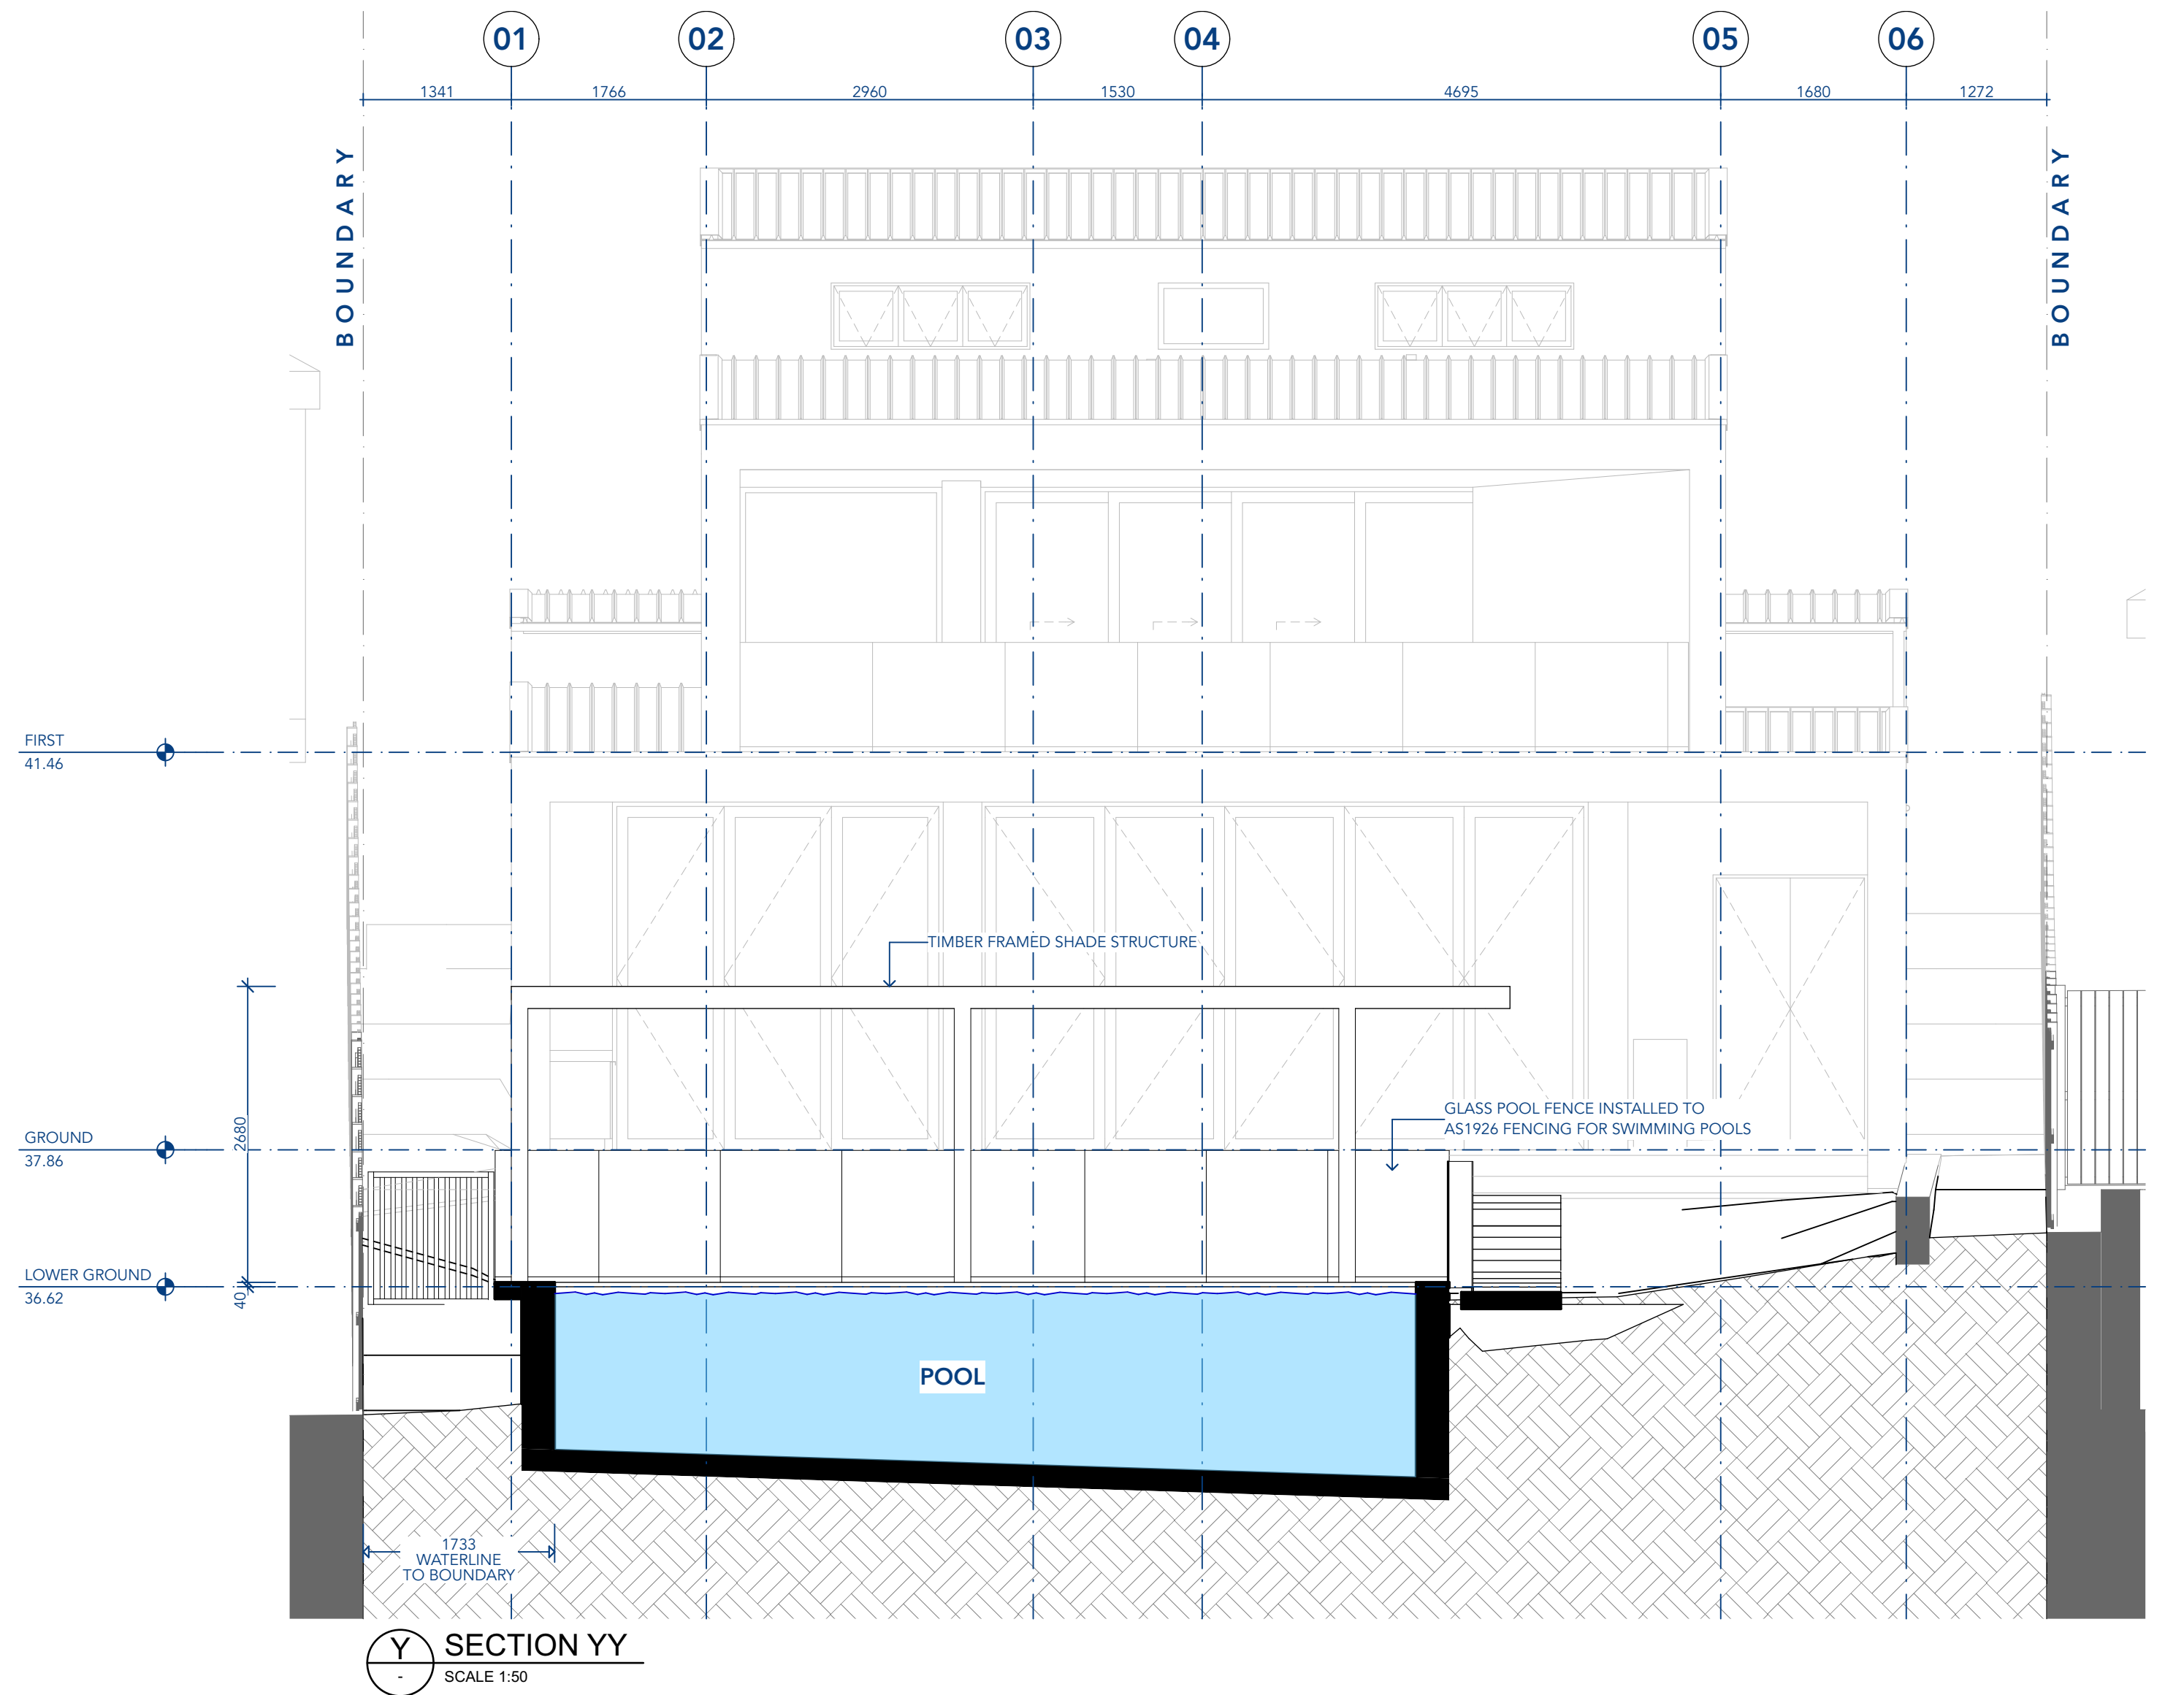 01 02 03 04 05 06
1341 1766 2960 1530 4695 1680 1272
BOUNDARY
BOUNDARY
FIRST
41.46
TIMBER FRAMED SHADE STRUCTURE
GLASS POOL FENCE INSTALLED TO
AS1926 FENCING FOR SWIMMING POOLS
2680
GROUND
37.86
LOWER GROUND
36.62
40
POOL
1733
WATERLINE
TO BOUNDARY
Y
-
SECTION YY
SCALE 1:50